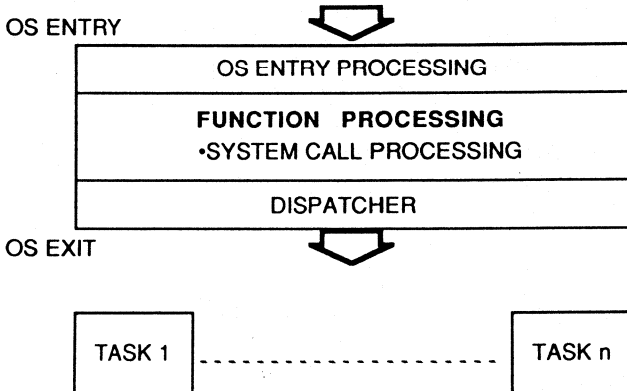 OS ENTRY
OS ENTRY PROCESSING
FUNCTION PROCESSING
•SYSTEM CALL PROCESSING
DISPATCHER
OS EXIT
TASK 1
TASK n